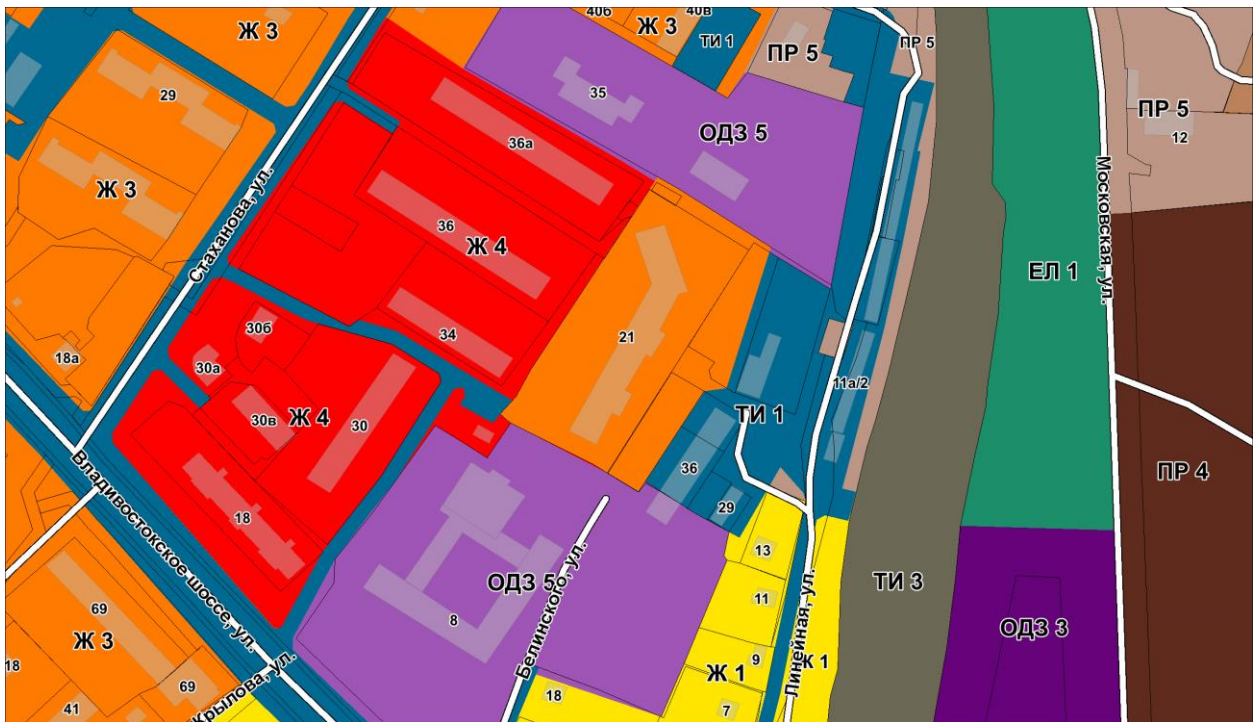 40б
40в
Ж 3
Ж 3
ТИ 1
ПР 5
ПР 5
29
35
ОДЗ 5
36а
ПР 5
12
Ж 3
Стаханова, ул.
36
Ж 4
Московская, ул.
ЕЛ 1
30б
34
21
18а
30а
11а/2
30в
Ж 4
30
ТИ 1
36
ПР 4
29
18
Владивостокское шоссе, ул.
13
69
ОДЗ 5
8
Белинского, ул.
11
ТИ 3
Линейная, ул.
Ж 3
ОДЗ 3
18
69
Крылова, ул.
9
Ж 1
Ж 1
18
41
7